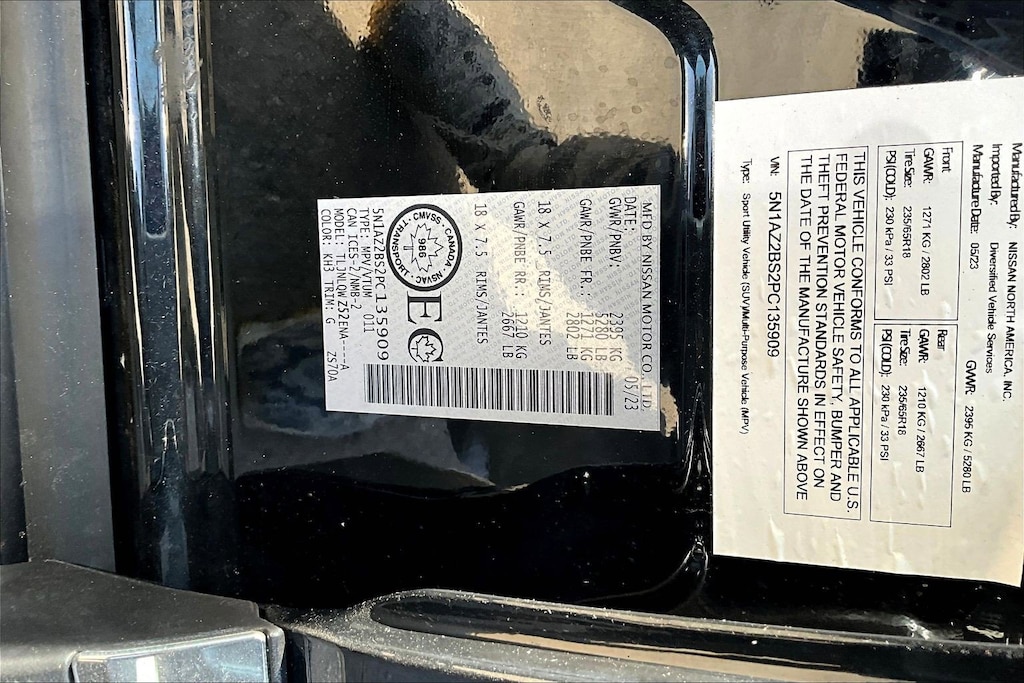 MFD BY NISSAN MOTOR CO., LTD.
DATE: 05/23
GVWR/PNBV: 2395 KG
5280 LB
GAWR/PNBE FR.: 1271 KG
2802 LB
18 X 7.5 RIMS/JANTES
GAWR/PNBE RR.: 1210 KG
2667 LB
18 X 7.5 RIMS/JANTES
CANADA
CMVSS - NSVAC
TRANSPORT
986
EC
5N1AZ2BS2PC135909
TYPE: MPV/VTUM 011
CAN ICES-2/NMB-2
MODEL: TLJNLQWZ52ENA----A
COLOR: KH3 TRIM: G ZS70A
Manufactured By: NISSAN NORTH AMERICA, INC.
Imported By: Diversified Vehicle Services
Manufacture Date: 05/23 GVWR: 2395 KG / 5280 LB
Front
GAWR: 1271 KG / 2802 LB
Tire Size: 235/65R18
PSI (COLD): 230 kPa / 33 PSI
Rear
GAWR: 1210 KG / 2667 LB
Tire Size: 235/65R18
PSI (COLD): 230 kPa / 33 PSI
THIS VEHICLE CONFORMS TO ALL APPLICABLE U.S.
FEDERAL MOTOR VEHICLE SAFETY, BUMPER AND
THEFT PREVENTION STANDARDS IN EFFECT ON
THE DATE OF THE MANUFACTURE SHOWN ABOVE
VIN: 5N1AZ2BS2PC135909
Type: Sport Utility Vehicle (SUV)/Multi-Purpose Vehicle (MPV)